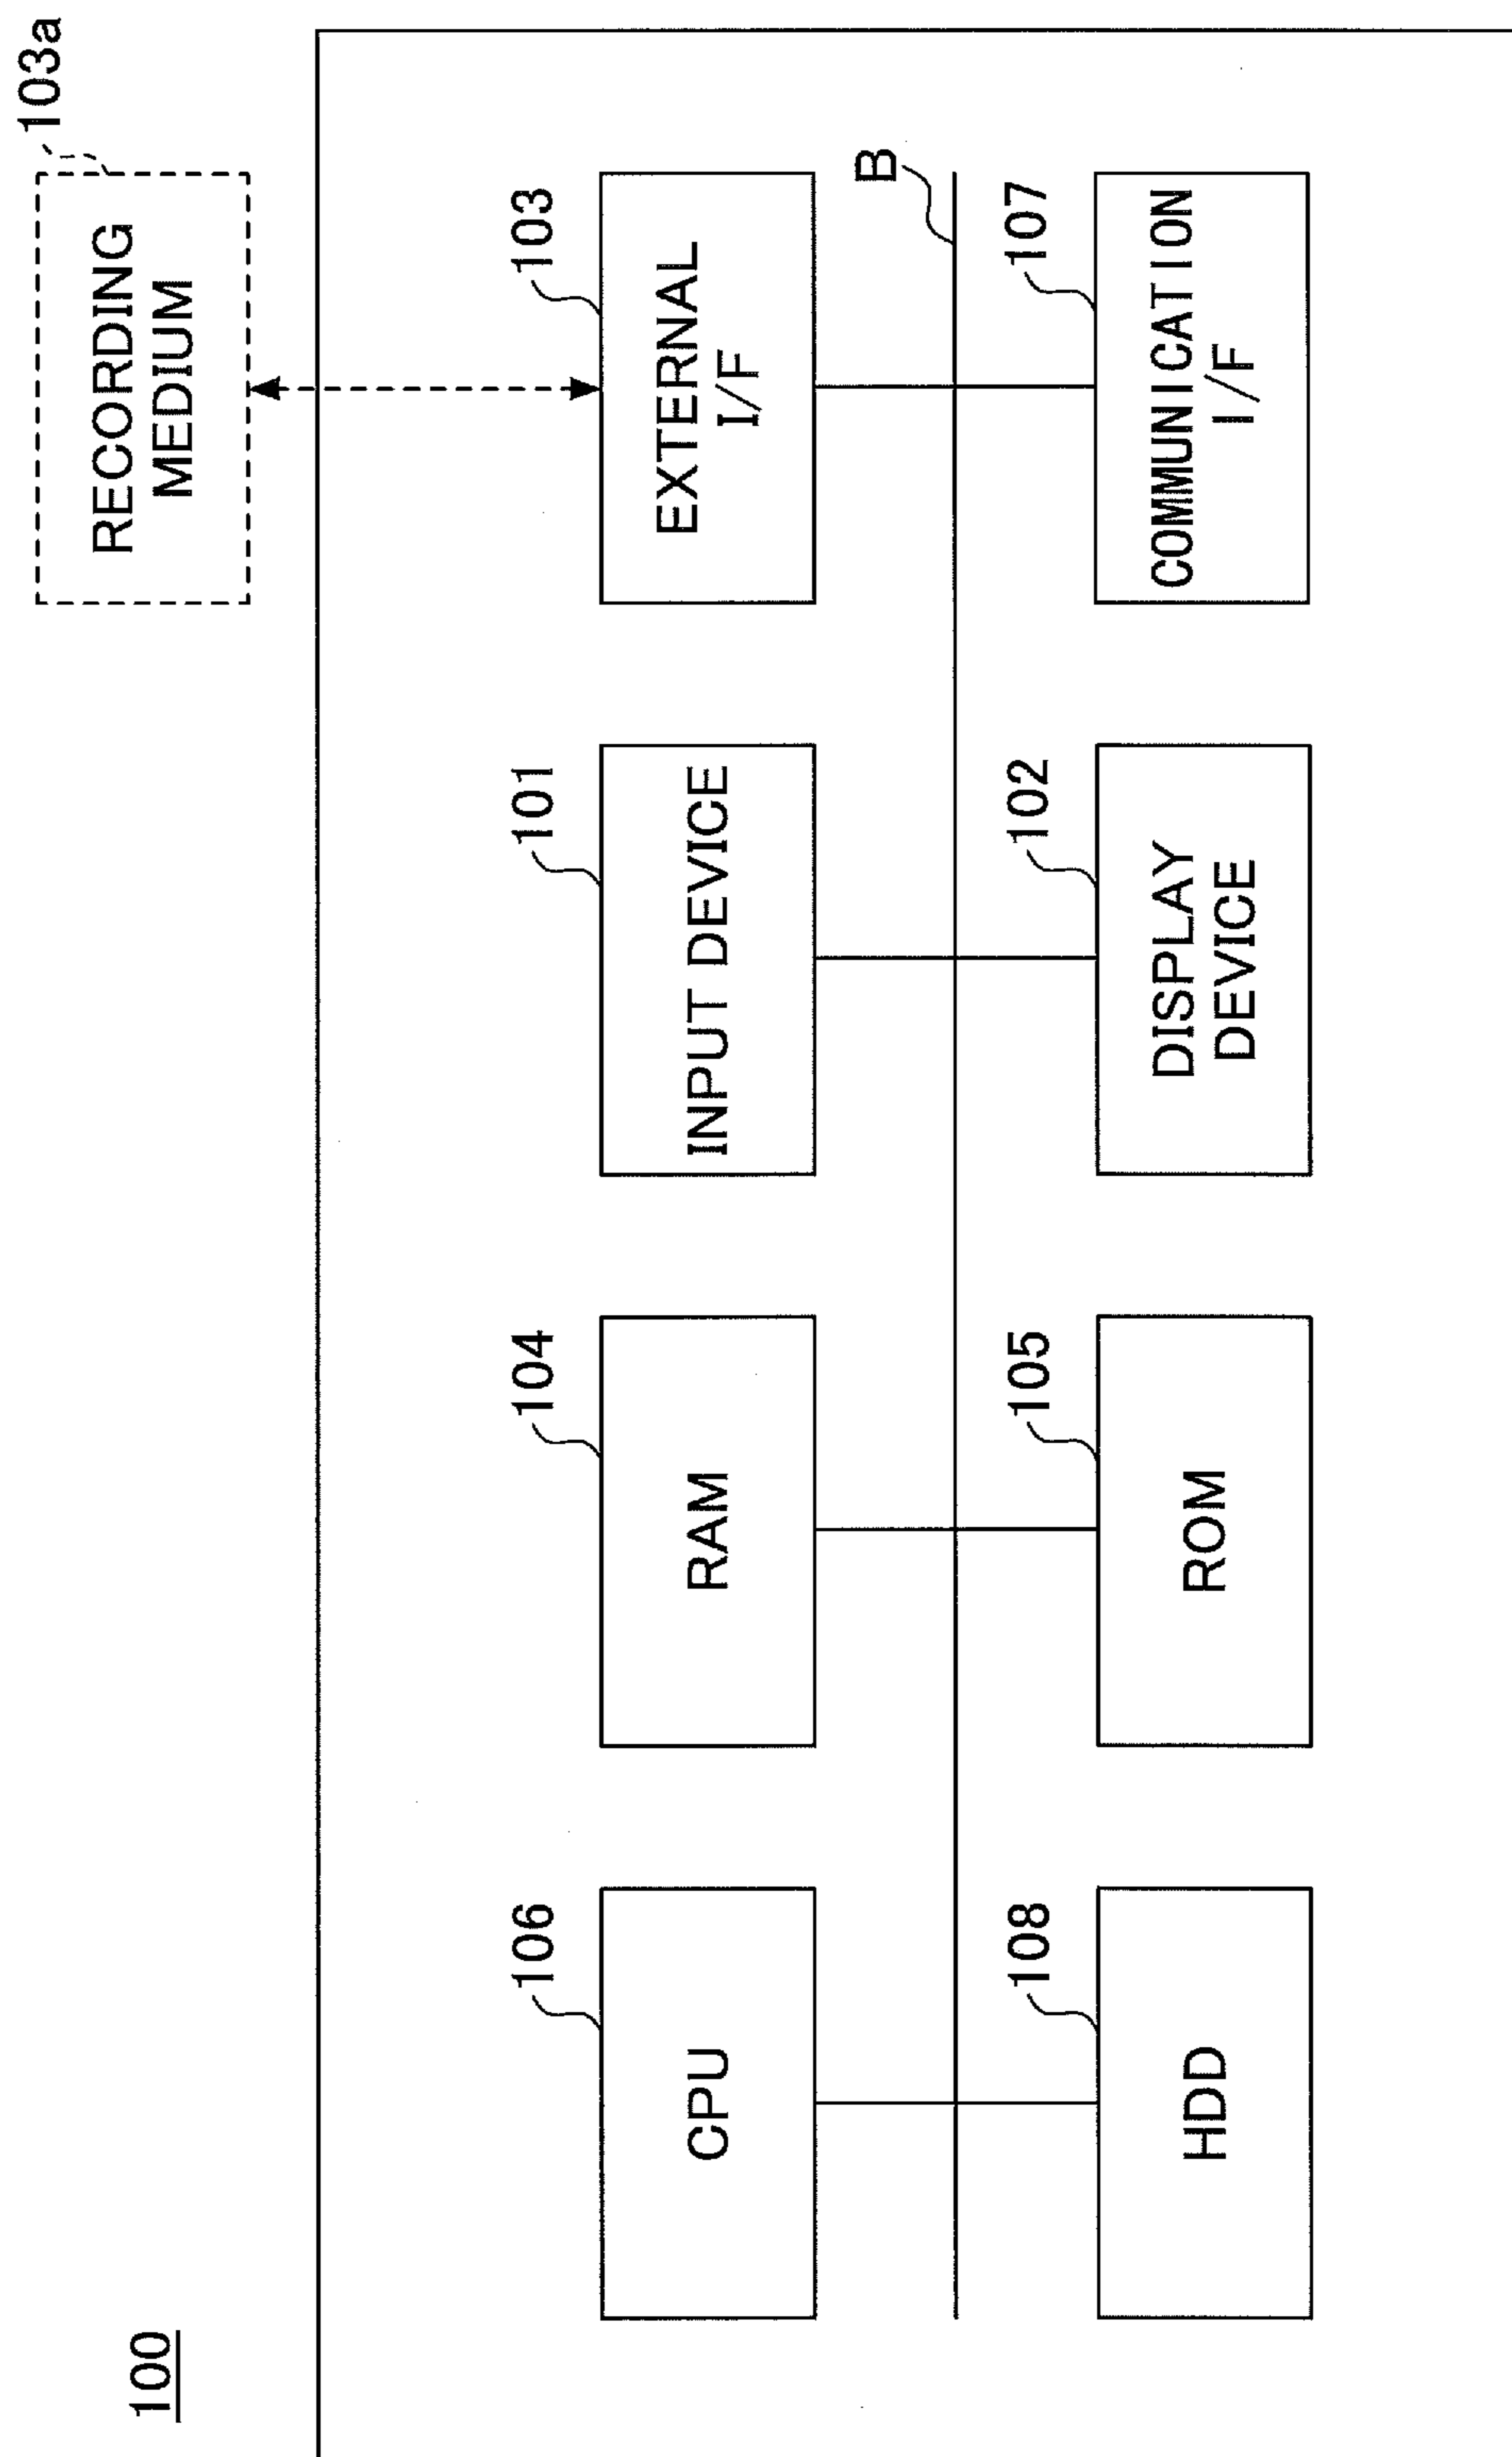 100
103a
RECORDING
MEDIUM
106
CPU
104
RAM
101
INPUT DEVICE
103
EXTERNAL
I/F
B
108
HDD
105
ROM
102
DISPLAY
DEVICE
107
COMMUNICATION
I/F